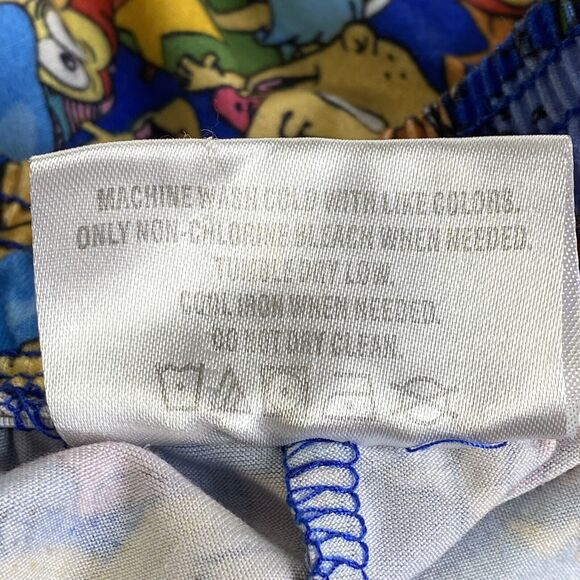 MACHINE WASH COLD WITH LIKE COLORS.
ONLY NON-CHLORINE BLEACH WHEN NEEDED.
TUMBLE DRY LOW.
COOL IRON WHEN NEEDED.
DO NOT DRY CLEAN.